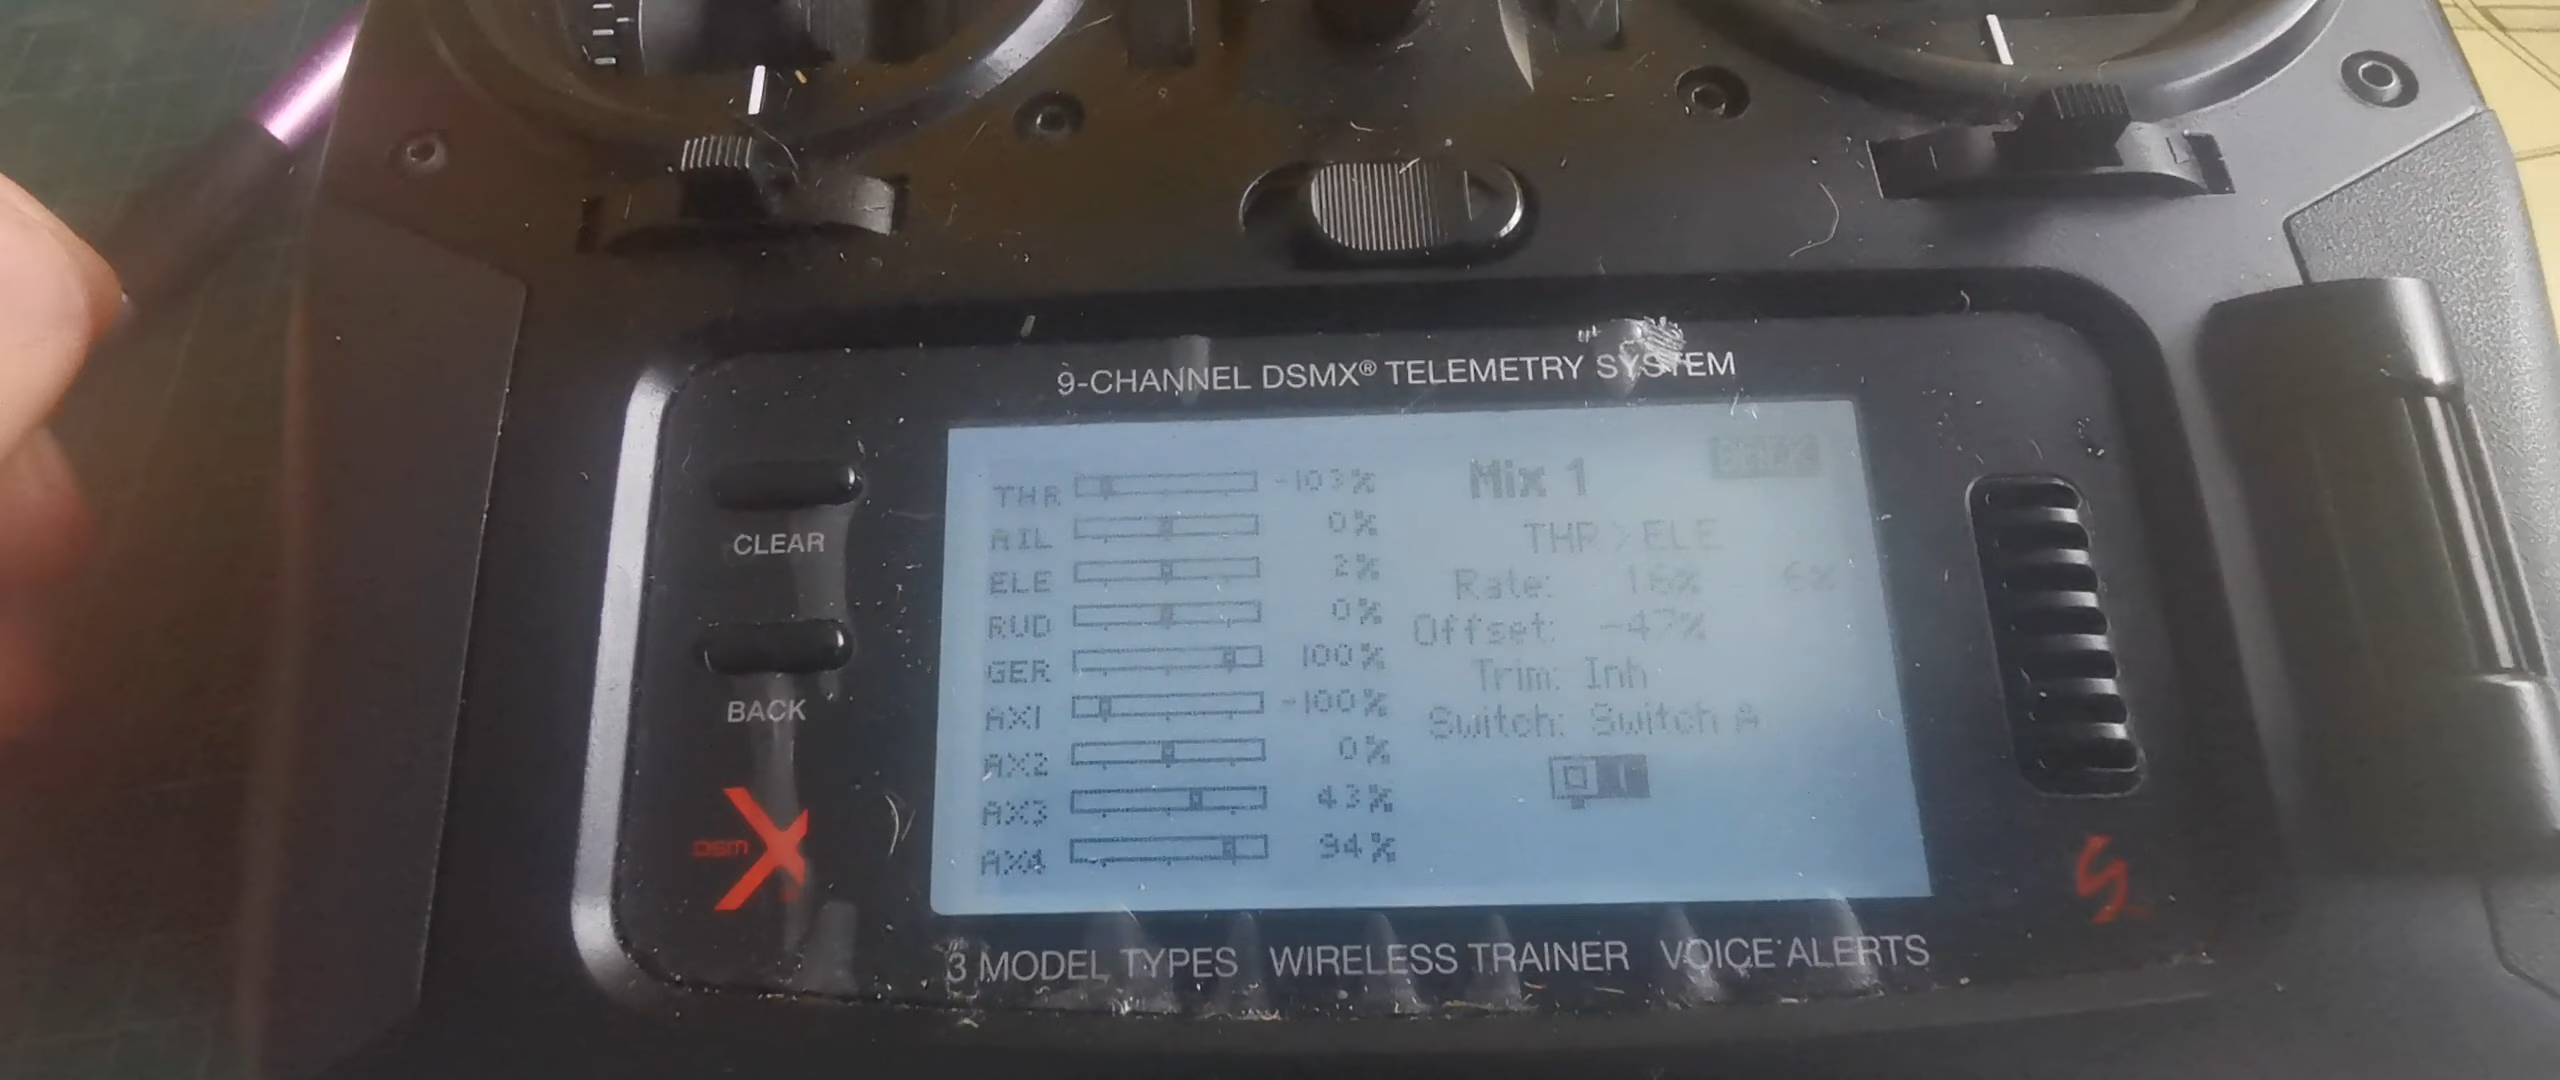 9-CHANNEL DSMX® TELEMETRY SYSTEM
CLEAR
BACK
DSM X
THR -103%
AIL 0%
ELE 2%
RUD 0%
GER 100%
AX1 -100%
AX2 0%
AX3 43%
AX4 94%
Mix 1
THR > ELE
Rate: 16% 6%
Offset: -47%
Trim: Inh
Switch: Switch A
0 1
3 MODEL TYPES WIRELESS TRAINER VOICE ALERTS